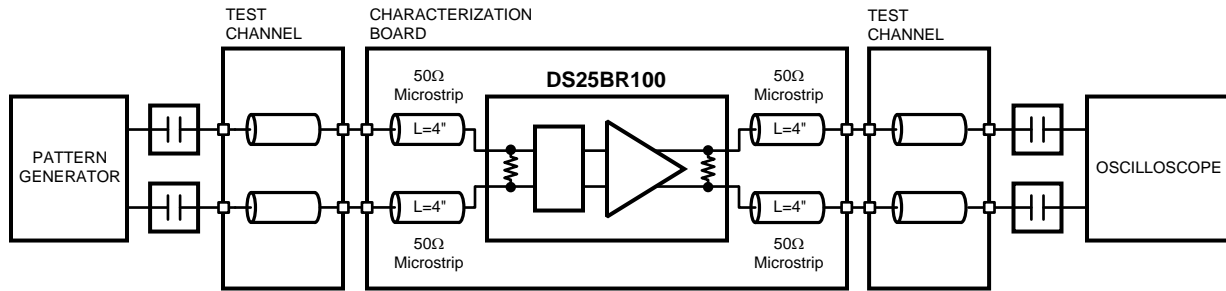 TEST
CHANNEL
CHARACTERIZATION
BOARD
TEST
CHANNEL
50Ω
Microstrip
DS25BR100
50Ω
Microstrip
L=4"
L=4"
PATTERN
GENERATOR
OSCILLOSCOPE
L=4"
L=4"
50Ω
Microstrip
50Ω
Microstrip